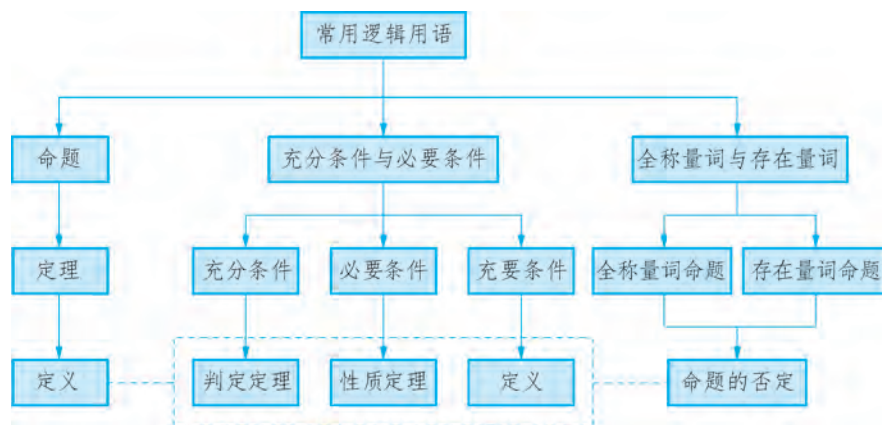 常用逻辑用语
命题
充分条件与必要条件
全称量词与存在量词
定理
充分条件
必要条件
充要条件
全称量词命题
存在量词命题
定义
判定定理
性质定理
定义
命题的否定